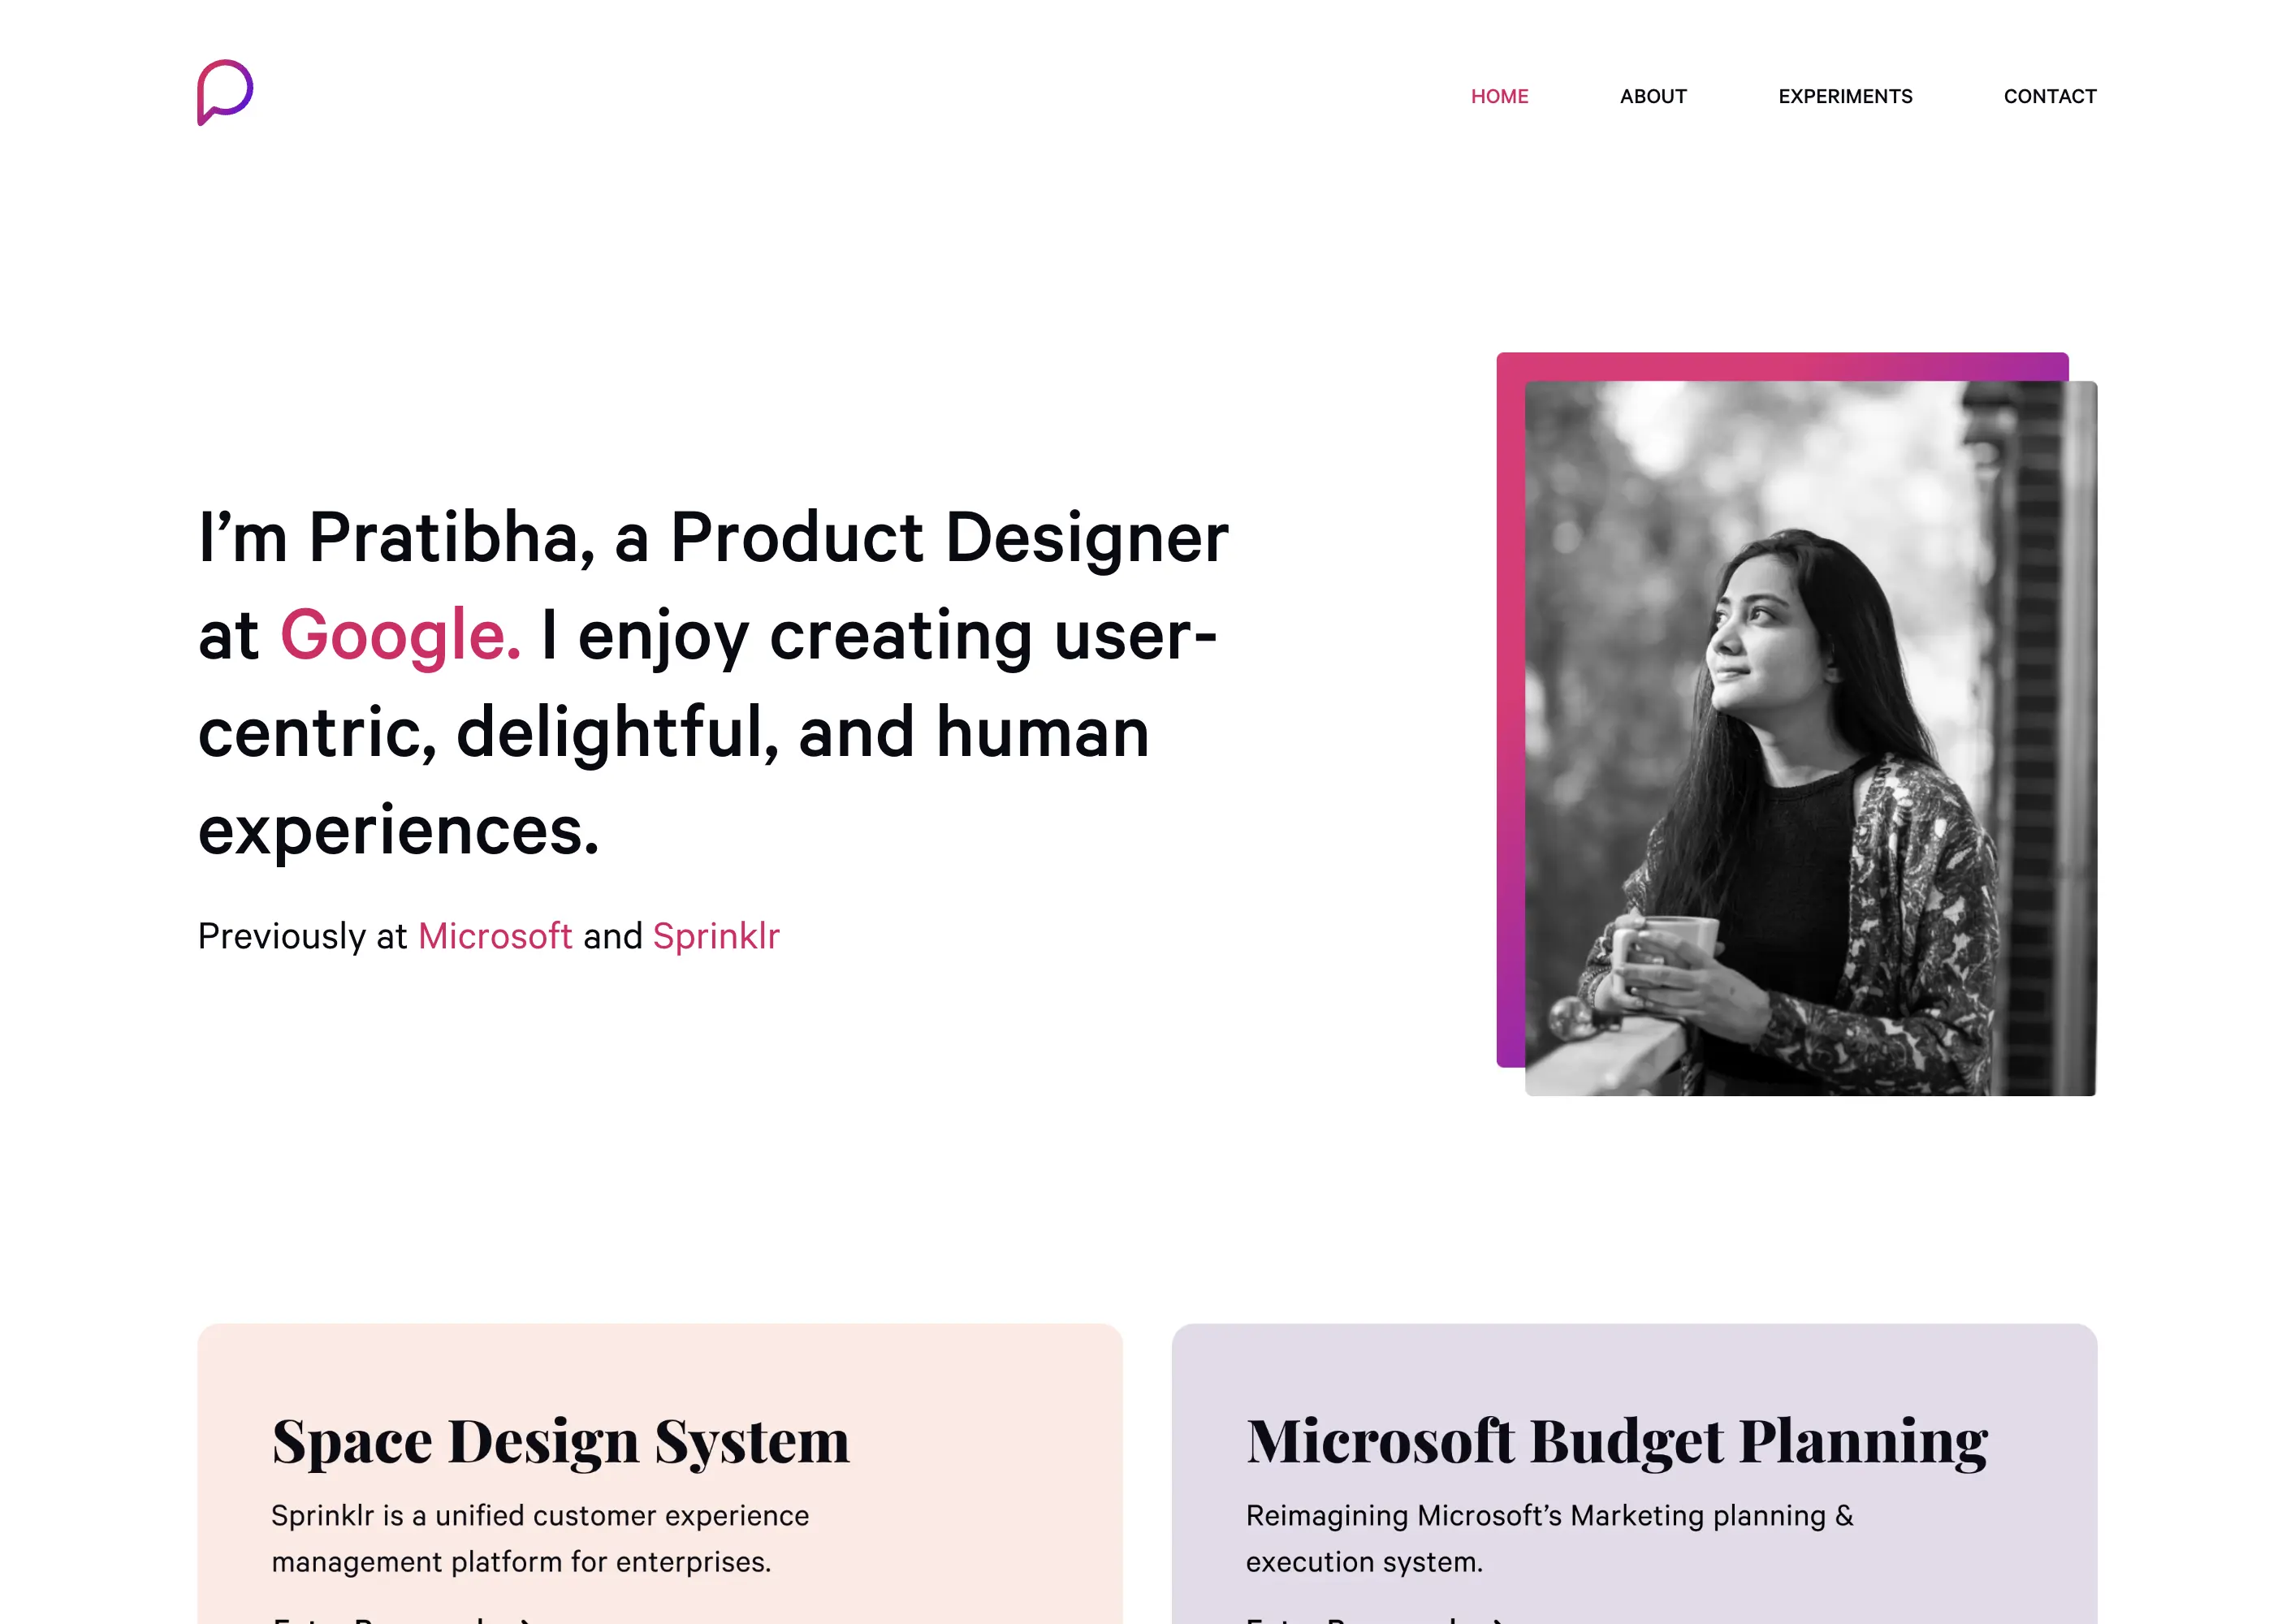 HOME ABOUT EXPERIMENTS CONTACT
I’m Pratibha, a Product Designer
at Google. I enjoy creating user-
centric, delightful, and human
experiences.
Previously at Microsoft and Sprinklr
Space Design System
Sprinklr is a unified customer experience
management platform for enterprises.
Microsoft Budget Planning
Reimagining Microsoft’s Marketing planning &
execution system.